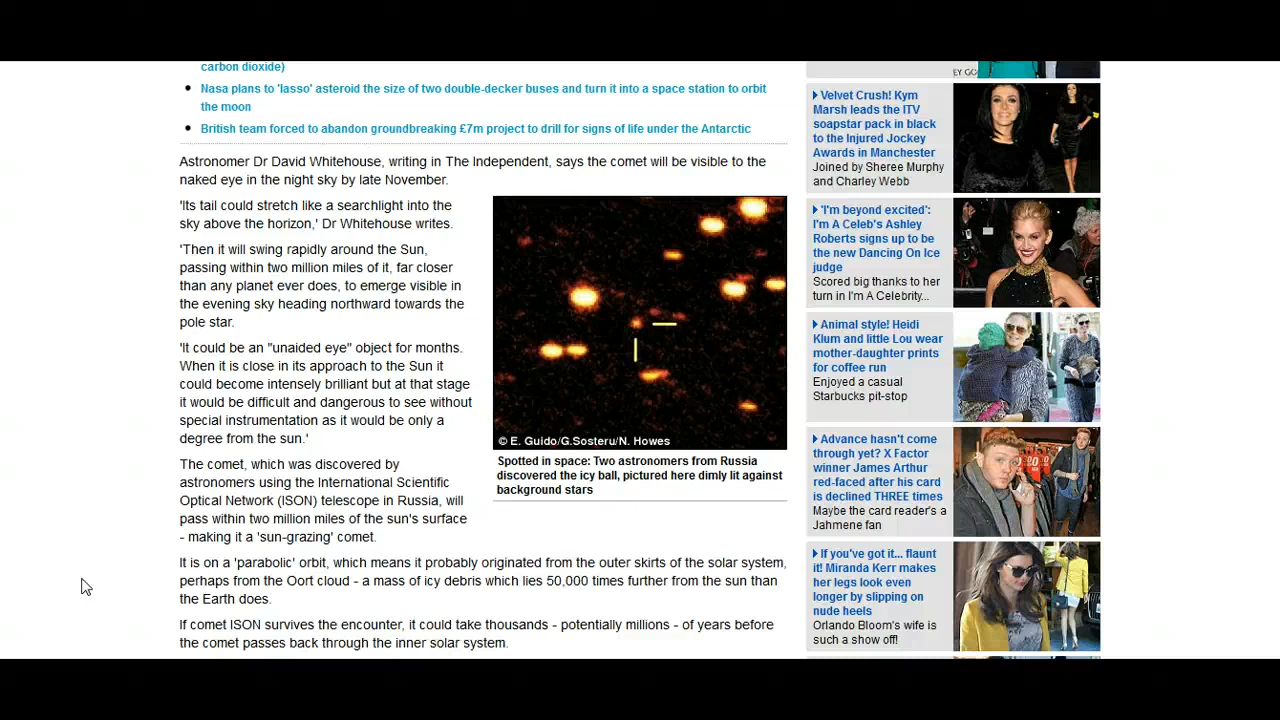 carbon dioxide)
Nasa plans to 'lasso' asteroid the size of two double-decker buses and turn it into a space station to orbit
the moon
British team forced to abandon groundbreaking £7m project to drill for signs of life under the Antarctic
Astronomer Dr David Whitehouse, writing in The Independent, says the comet will be visible to the
naked eye in the night sky by late November.
'Its tail could stretch like a searchlight into the
sky above the horizon,' Dr Whitehouse writes.
'Then it will swing rapidly around the Sun,
passing within two million miles of it, far closer
than any planet ever does, to emerge visible in
the evening sky heading northward towards the
pole star.
'It could be an "unaided eye" object for months.
When it is close in its approach to the Sun it
could become intensely brilliant but at that stage
it would be difficult and dangerous to see without
special instrumentation as it would be only a
degree from the sun.'
The comet, which was discovered by
astronomers using the International Scientific
Optical Network (ISON) telescope in Russia, will
pass within two million miles of the sun's surface
- making it a 'sun-grazing' comet.
© E. Guido/G.Sosteru/N. Howes
Spotted in space: Two astronomers from Russia
discovered the icy ball, pictured here dimly lit against
background stars
It is on a 'parabolic' orbit, which means it probably originated from the outer skirts of the solar system,
perhaps from the Oort cloud - a mass of icy debris which lies 50,000 times further from the sun than
the Earth does.
If comet ISON survives the encounter, it could take thousands - potentially millions - of years before
the comet passes back through the inner solar system.
Velvet Crush! Kym
Marsh leads the ITV
soapstar pack in black
to the Injured Jockey
Awards in Manchester
Joined by Sheree Murphy
and Charley Webb
'I'm beyond excited':
I'm A Celeb's Ashley
Roberts signs up to be
the new Dancing On Ice
judge
Scored big thanks to her
turn in I'm A Celebrity...
Animal style! Heidi
Klum and little Lou wear
mother-daughter prints
for coffee run
Enjoyed a casual
Starbucks pit-stop
Advance hasn't come
through yet? X Factor
winner James Arthur
red-faced after his card
is declined THREE times
Maybe the card reader's a
Jahmene fan
If you've got it... flaunt
it! Miranda Kerr makes
her legs look even
longer by slipping on
nude heels
Orlando Bloom's wife is
such a show off!